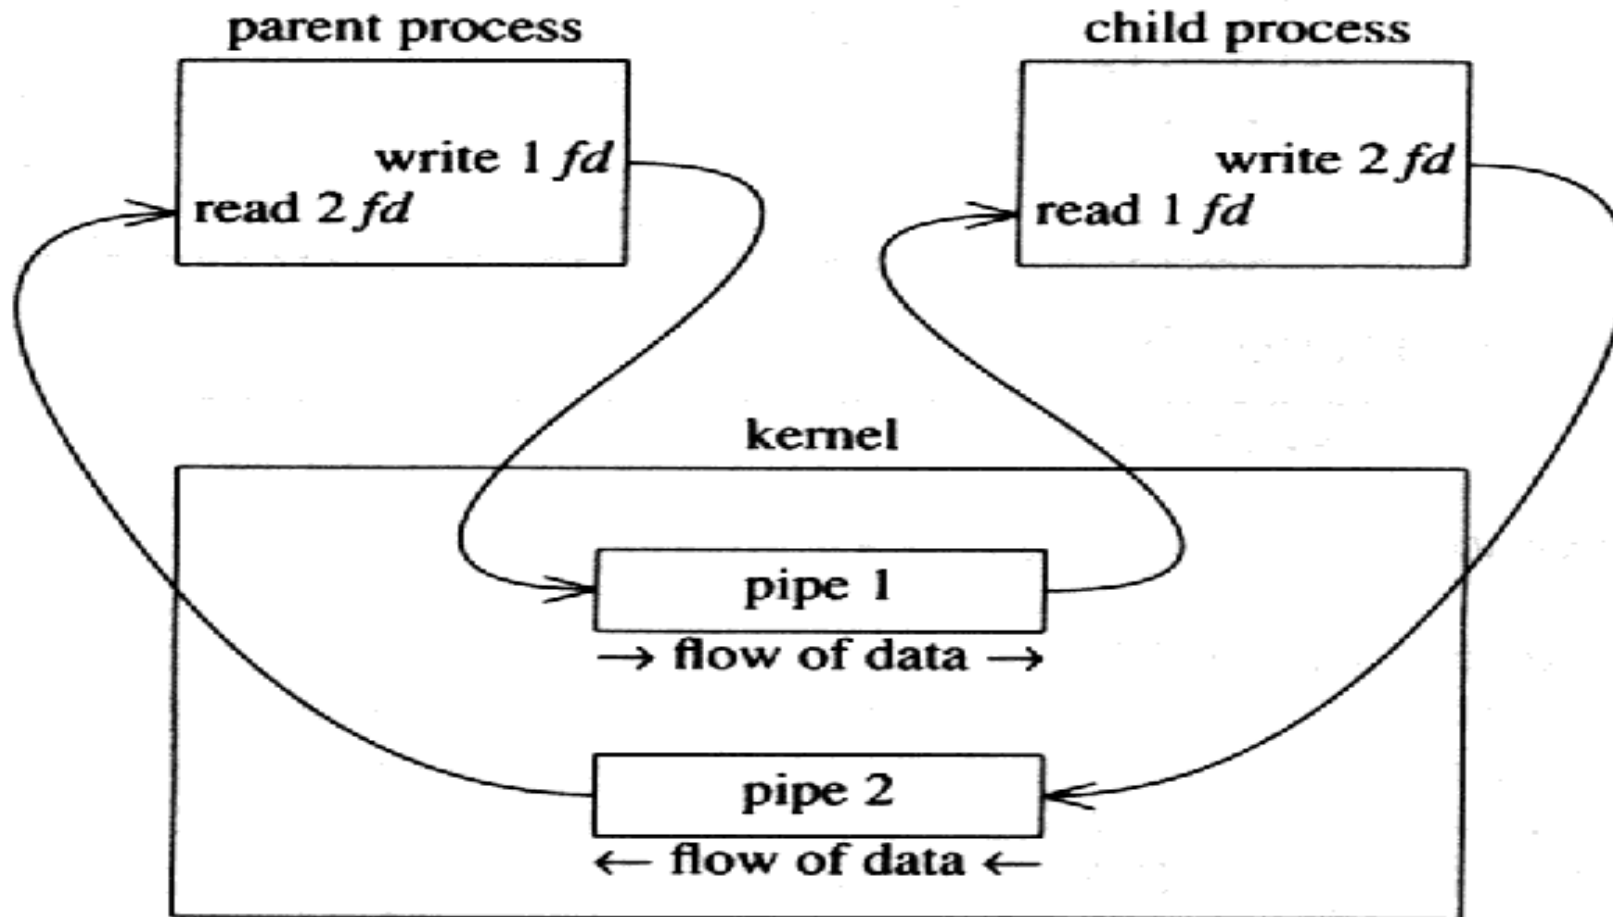 parent process
child process
write 1 fd
read 2 fd
write 2 fd
read 1 fd
kernel
pipe 1
→ flow of data →
pipe 2
← flow of data ←